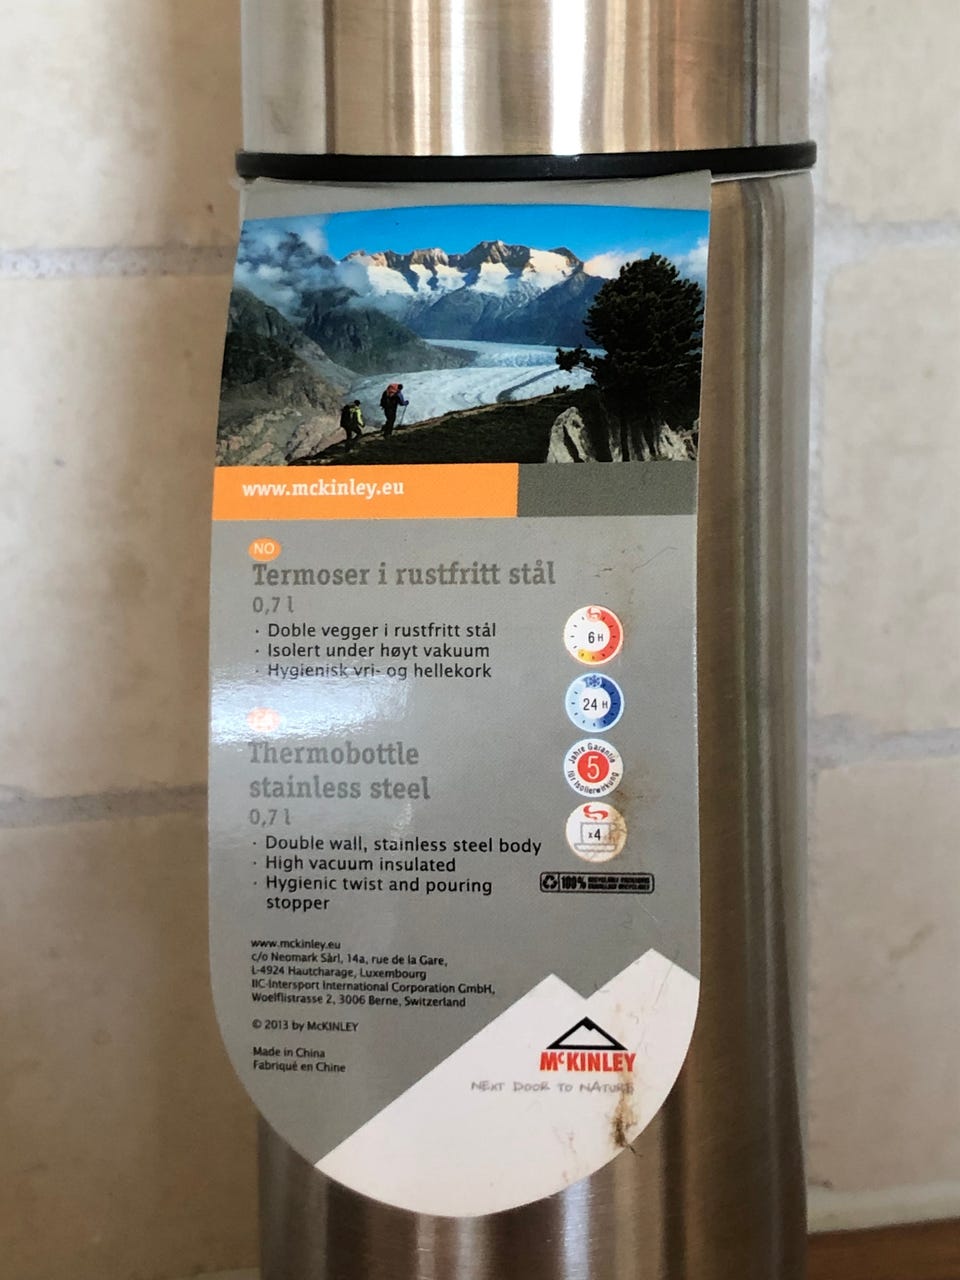 www.mckinley.eu
NO
Termoser i rustfritt stål
0,7 l
· Doble vegger i rustfritt stål
· Isolert under høyt vakuum
· Hygienisk vri- og hellekork
6 H
24 H
Jahre Garantie
5
für Isolierwirkung
x4
Thermobottle
stainless steel
0,7 l
· Double wall, stainless steel body
· High vacuum insulated
· Hygienic twist and pouring
stopper
100%
www.mckinley.eu
c/o Neomark Sàrl, 14a, rue de la Gare,
L-4924 Hautcharage, Luxembourg
IIC-Intersport International Corporation GmbH,
Woelflistrasse 2, 3006 Berne, Switzerland
© 2013 by McKINLEY
Made in China
Fabriqué en Chine
McKINLEY
NEXT DOOR TO NATURE